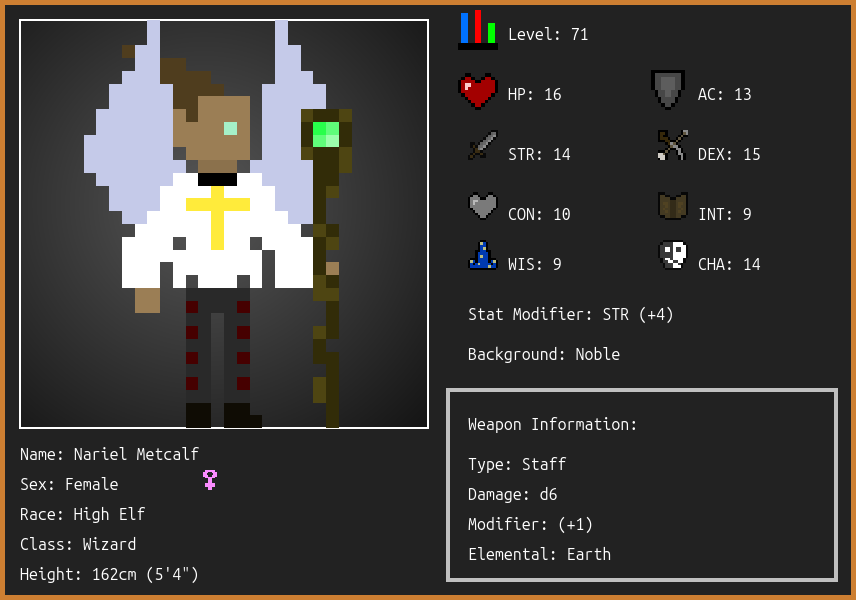 Level: 71
HP: 16
AC: 13
STR: 14
DEX: 15
CON: 10
INT: 9
WIS: 9
CHA: 14
Stat Modifier: STR (+4)
Background: Noble
Weapon Information:
Type: Staff
Damage: d6
Modifier: (+1)
Elemental: Earth
Name: Nariel Metcalf
Sex: Female
Race: High Elf
Class: Wizard
Height: 162cm (5'4")